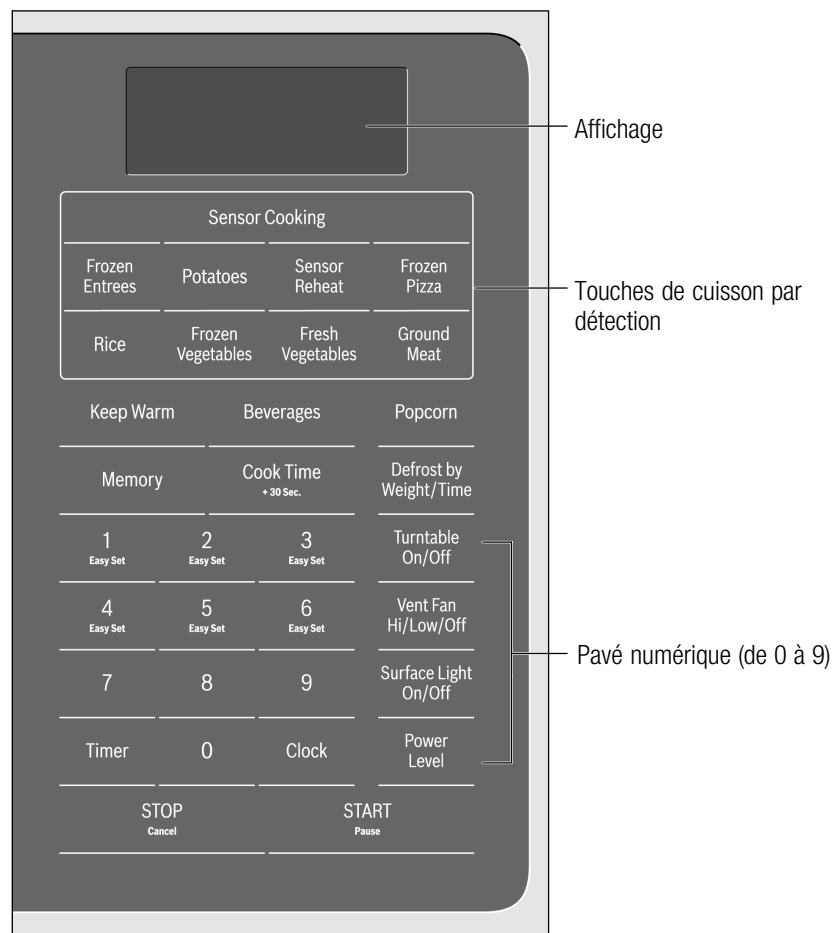 Affichage
Sensor Cooking
Frozen Entrees
Potatoes
Sensor Reheat
Frozen Pizza
Touches de cuisson par
détection
Rice
Frozen Vegetables
Fresh Vegetables
Ground Meat
Keep Warm
Beverages
Popcorn
Memory
Cook Time
+ 30 Sec.
Defrost by
Weight/Time
1
Easy Set
2
Easy Set
3
Easy Set
Turntable
On/Off
4
Easy Set
5
Easy Set
6
Easy Set
Vent Fan
Hi/Low/Off
Pavé numérique (de 0 à 9)
7
8
9
Surface Light
On/Off
Timer
0
Clock
Power
Level
STOP
Cancel
START
Pause